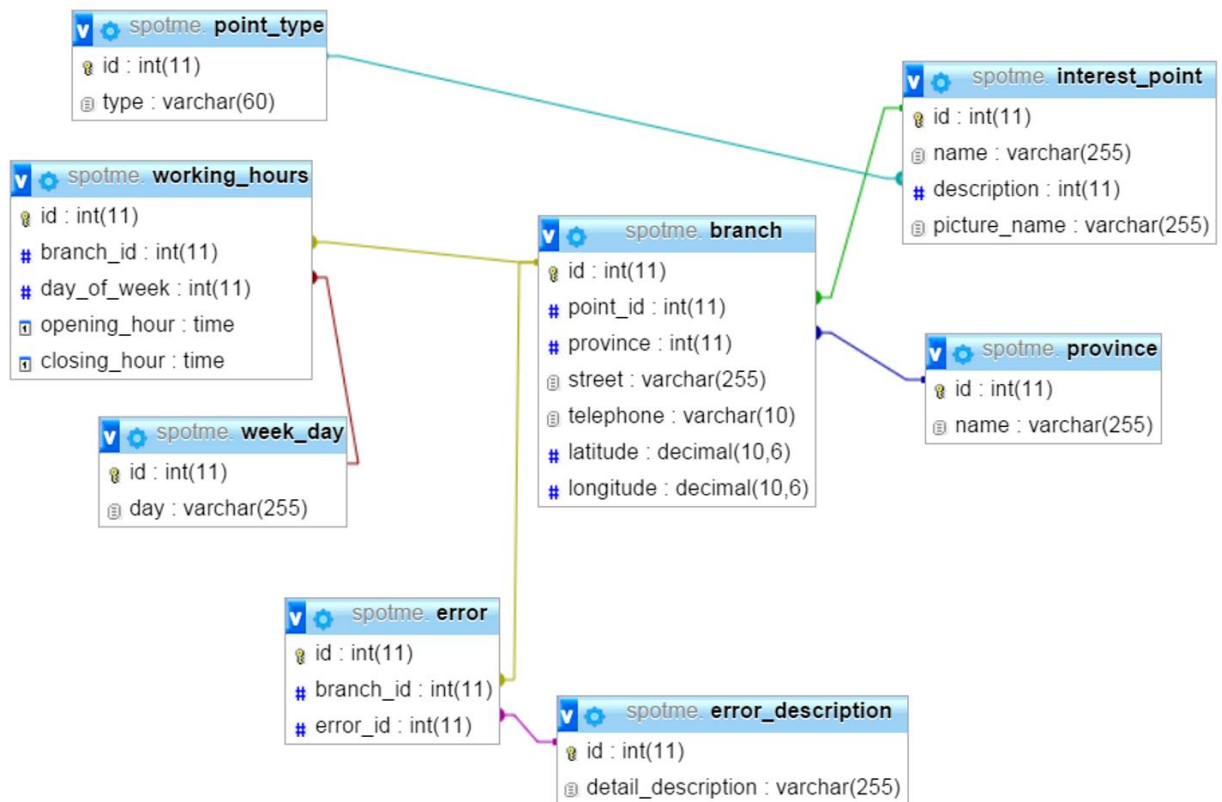 spotme. point_type
id : int(11)
type : varchar(60)
spotme. interest_point
id : int(11)
name : varchar(255)
description : int(11)
picture_name : varchar(255)
spotme. working_hours
id : int(11)
branch_id : int(11)
day_of_week : int(11)
opening_hour : time
closing_hour : time
spotme. branch
id : int(11)
point_id : int(11)
province : int(11)
street : varchar(255)
telephone : varchar(10)
latitude : decimal(10,6)
longitude : decimal(10,6)
spotme. province
id : int(11)
name : varchar(255)
spotme. week_day
id : int(11)
day : varchar(255)
spotme. error
id : int(11)
branch_id : int(11)
error_id : int(11)
spotme. error_description
id : int(11)
detail_description : varchar(255)